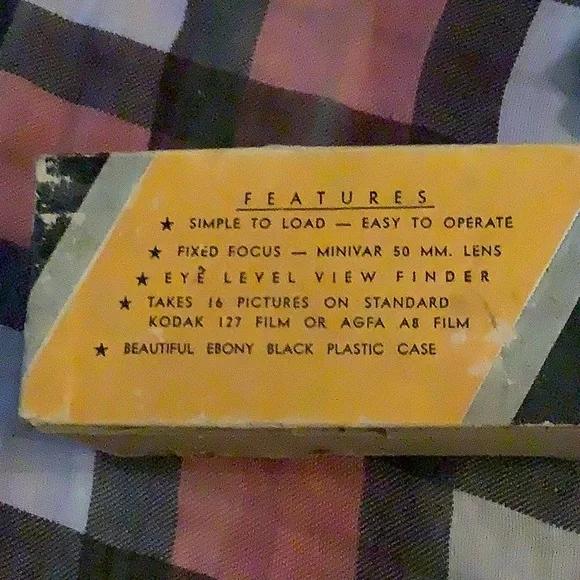 FEATURES
★ SIMPLE TO LOAD — EASY TO OPERATE
★ FIXED FOCUS — MINIVAR 50 MM. LENS
★ EYE LEVEL VIEW FINDER
★ TAKES 16 PICTURES ON STANDARD
KODAK 127 FILM OR AGFA A8 FILM
★ BEAUTIFUL EBONY BLACK PLASTIC CASE